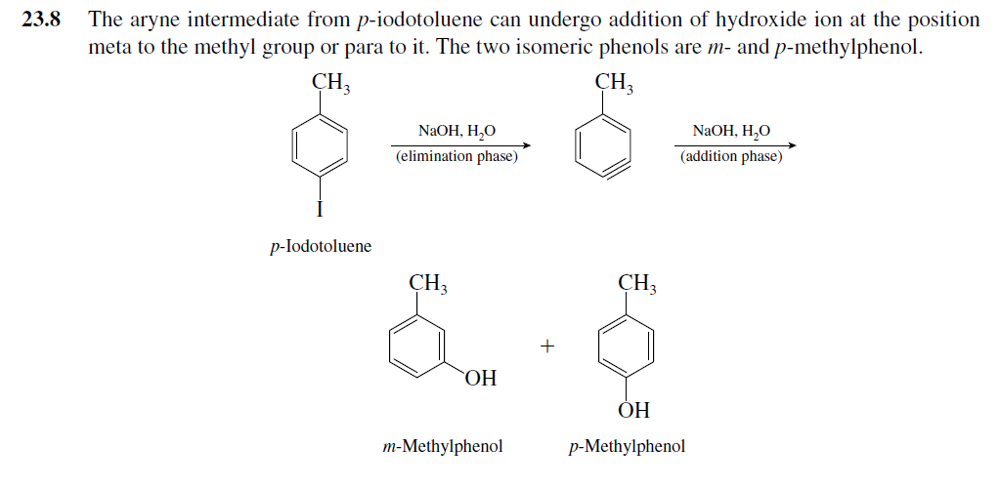 23.8 The aryne intermediate from p-iodotoluene can undergo addition of hydroxide ion at the position
meta to the methyl group or para to it. The two isomeric phenols are m- and p-methylphenol.
CH₃
NaOH, H₂O
(elimination phase)
CH₃
NaOH, H₂O
(addition phase)
I
p-Iodotoluene
CH₃
OH
+
CH₃
OH
m-Methylphenol
p-Methylphenol